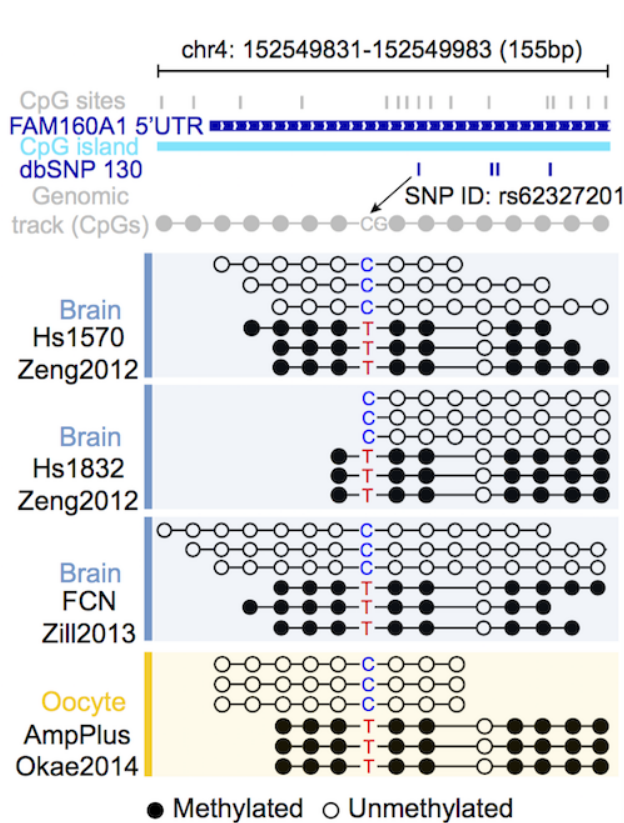 chr4: 152549831-152549983 (155bp)
CpG sites
FAM160A1 5'UTR
CpG island
dbSNP 130
Genomic
SNP ID: rs62327201
track (CpGs)
CG
C
C
Brain
C
Hs1570
T
T
Zeng2012
T
C
C
Brain
C
Hs1832
T
T
Zeng2012
T
C
C
Brain
C
T
FCN
T
Zill2013
T
C
C
Oocyte
C
AmpPlus
T
T
Okae2014
T
Methylated
Unmethylated